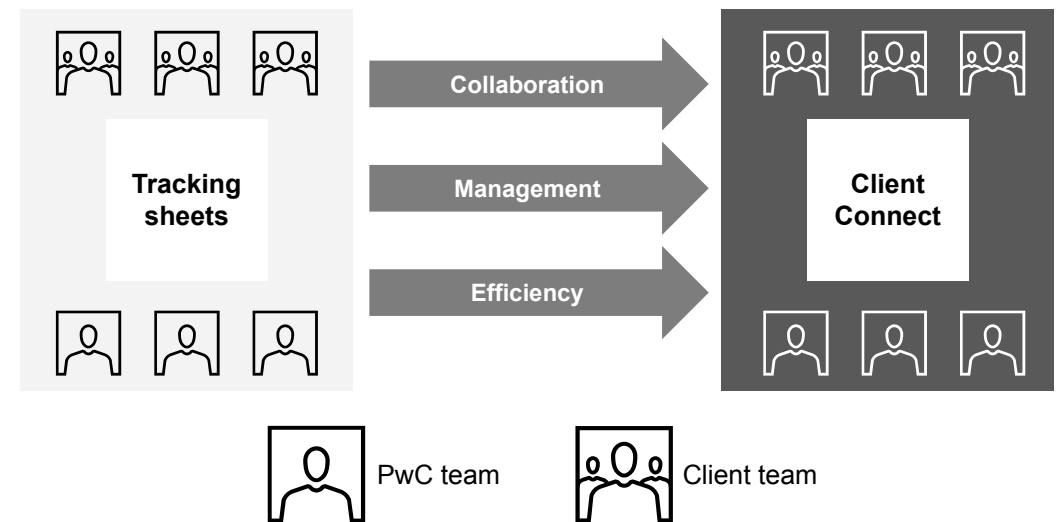 Tracking
sheets
Collaboration
Management
Efficiency
Client
Connect
PwC team
Client team